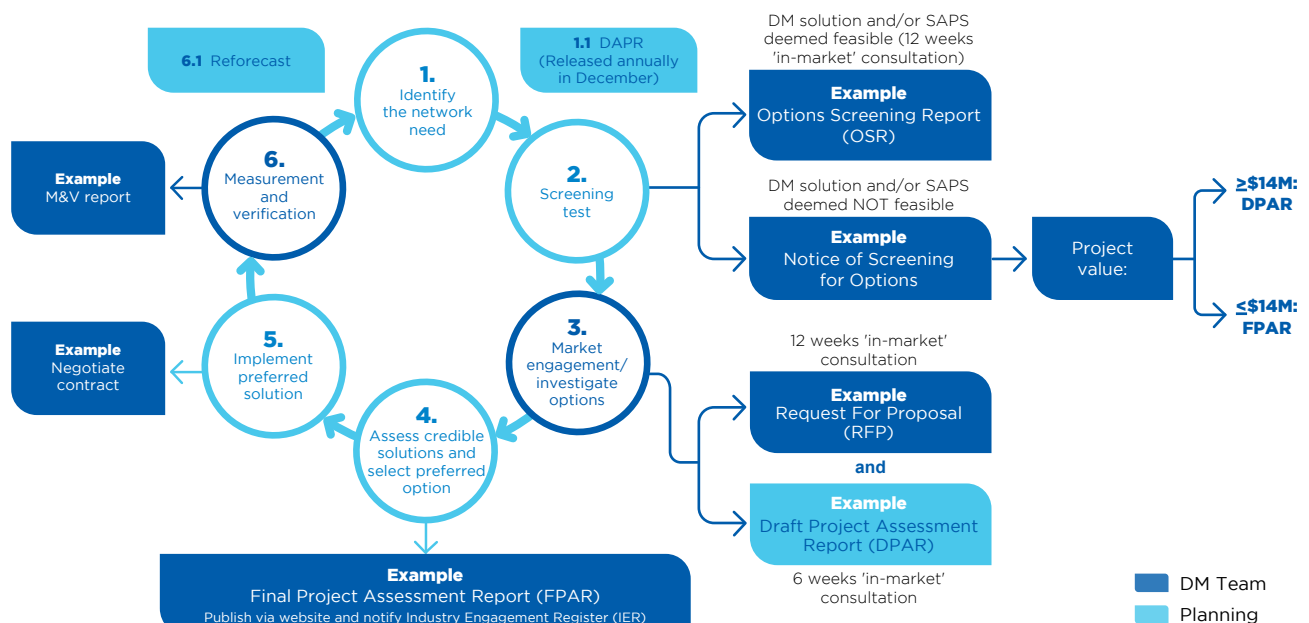 6.1 Reforecast
1.
Identify
the network
need
1.1 DAPR
(Released annually
in December)
DM solution and/or SAPS
deemed feasible (12 weeks
'in-market' consultation)
Example
Options Screening Report
(OSR)
2.
Screening
test
DM solution and/or SAPS
deemed NOT feasible
Example
Notice of Screening
for Options
Project
value:
≥$14M:
DPAR
≤$14M:
FPAR
6.
Measurement
and
verification
Example
M&V report
3.
Market
engagement/
investigate
options
12 weeks 'in-market'
consultation
Example
Request For Proposal
(RFP)
and
Example
Draft Project Assessment
Report (DPAR)
6 weeks 'in-market'
consultation
5.
Implement
preferred
solution
Example
Negotiate
contract
4.
Assess credible
solutions and
select preferred
option
Example
Final Project Assessment Report (FPAR)
Publish via website and notify Industry Engagement Register (IER)
DM Team
Planning